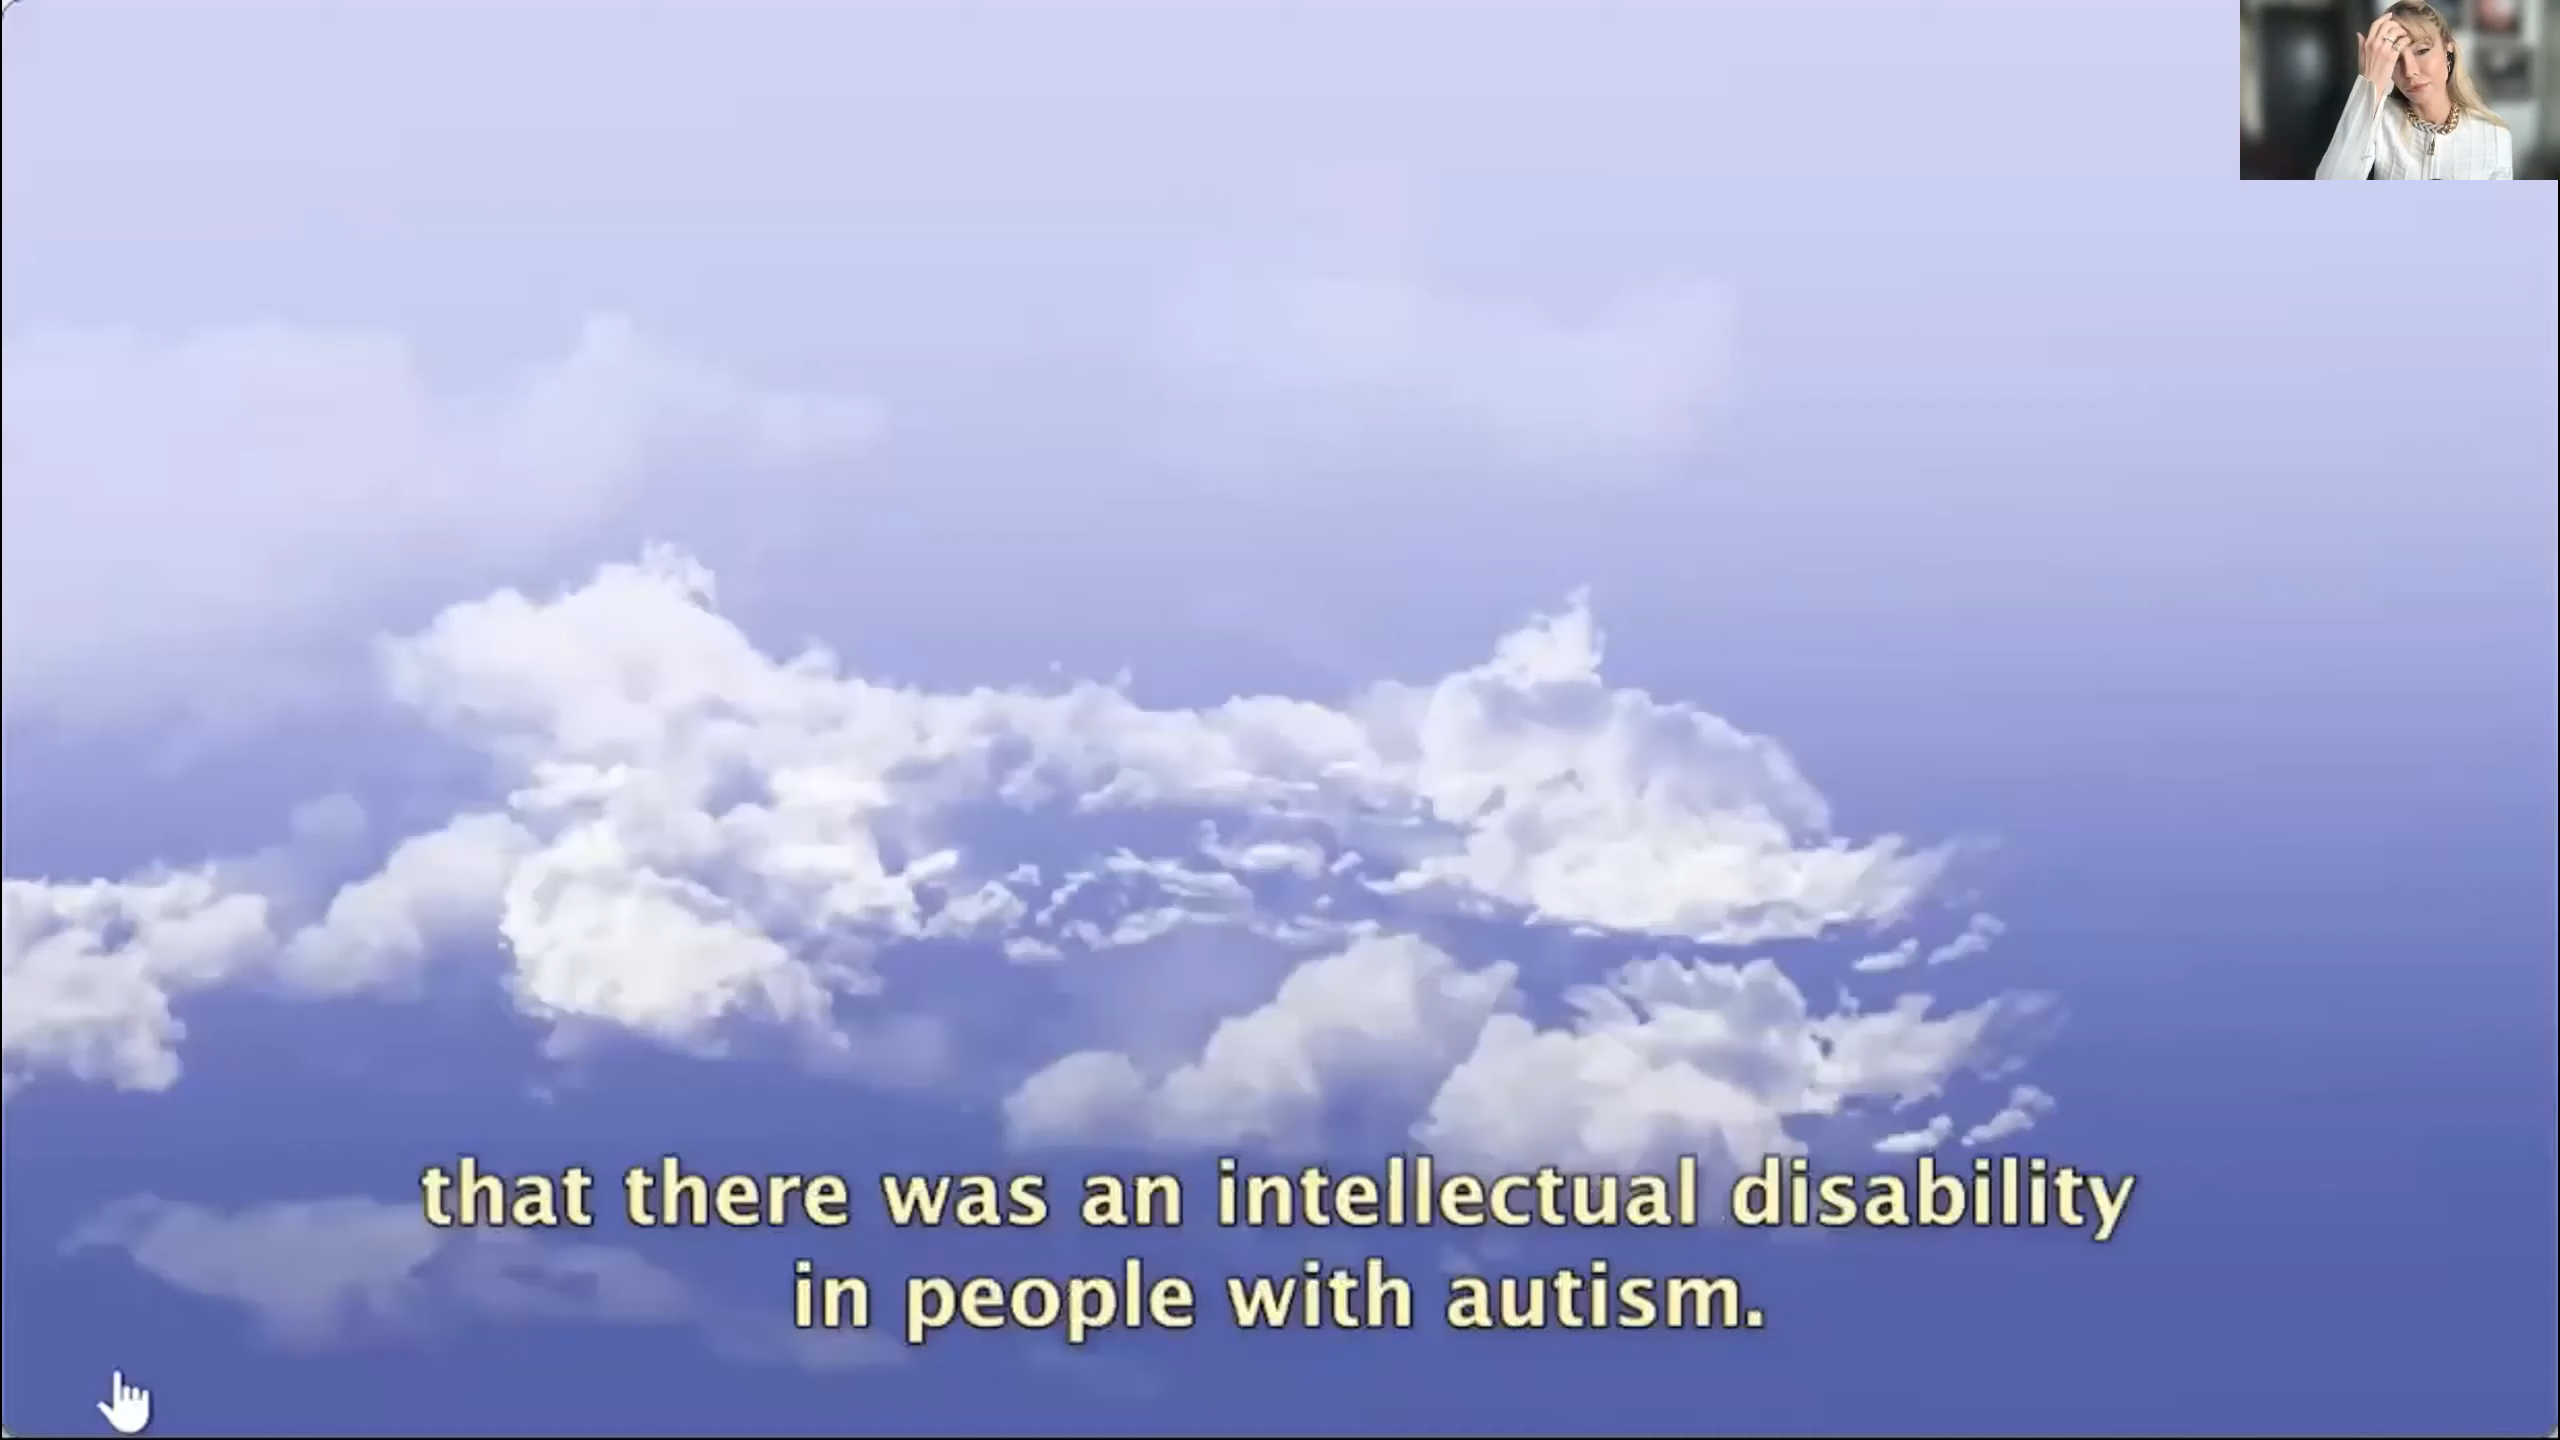 that there was an intellectual disability
in people with autism.